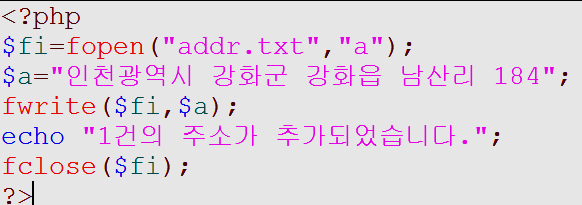 <?php
$fi=fopen("addr.txt","a");
$a="인천광역시 강화군 강화읍 남산리 184";
fwrite($fi,$a);
echo "1건의 주소가 추가되었습니다.";
fclose($fi);
?>